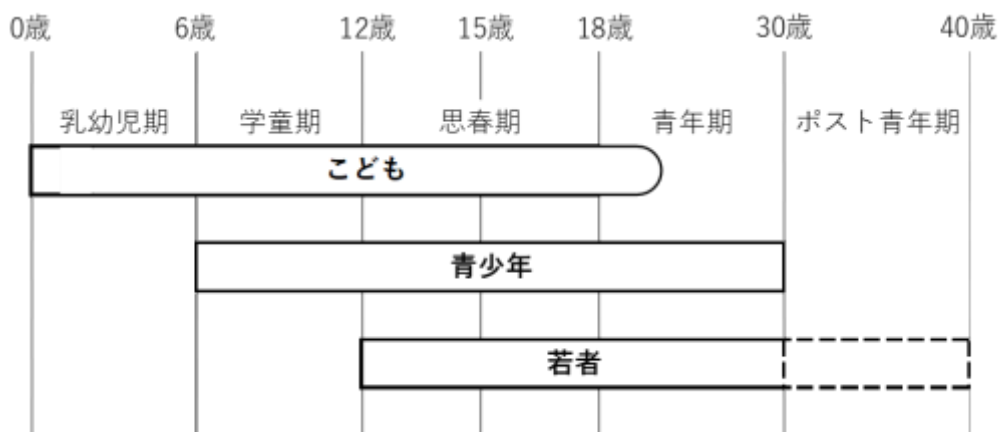 0歳 6歳 12歳 15歳 18歳 30歳 40歳
乳幼児期 学童期 思春期 青年期 ポスト青年期
こども
青少年
若者